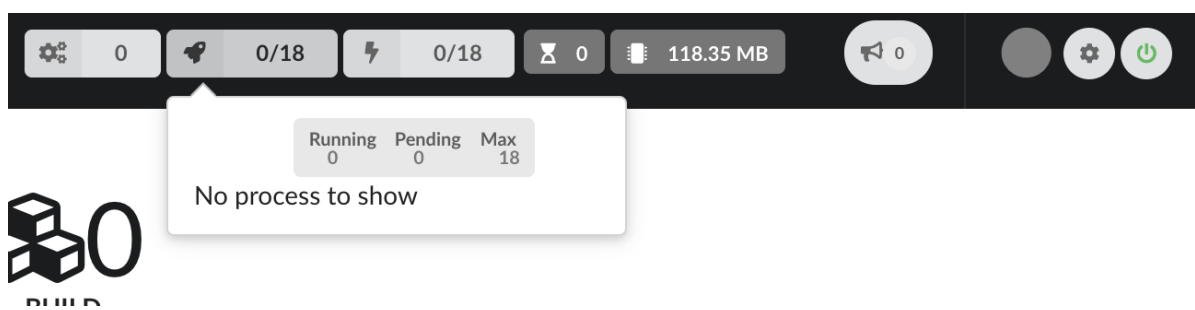 0 0/18 0/18 0 118.35 MB 0
Running Pending Max
0 0 18
No process to show
0
BUILD